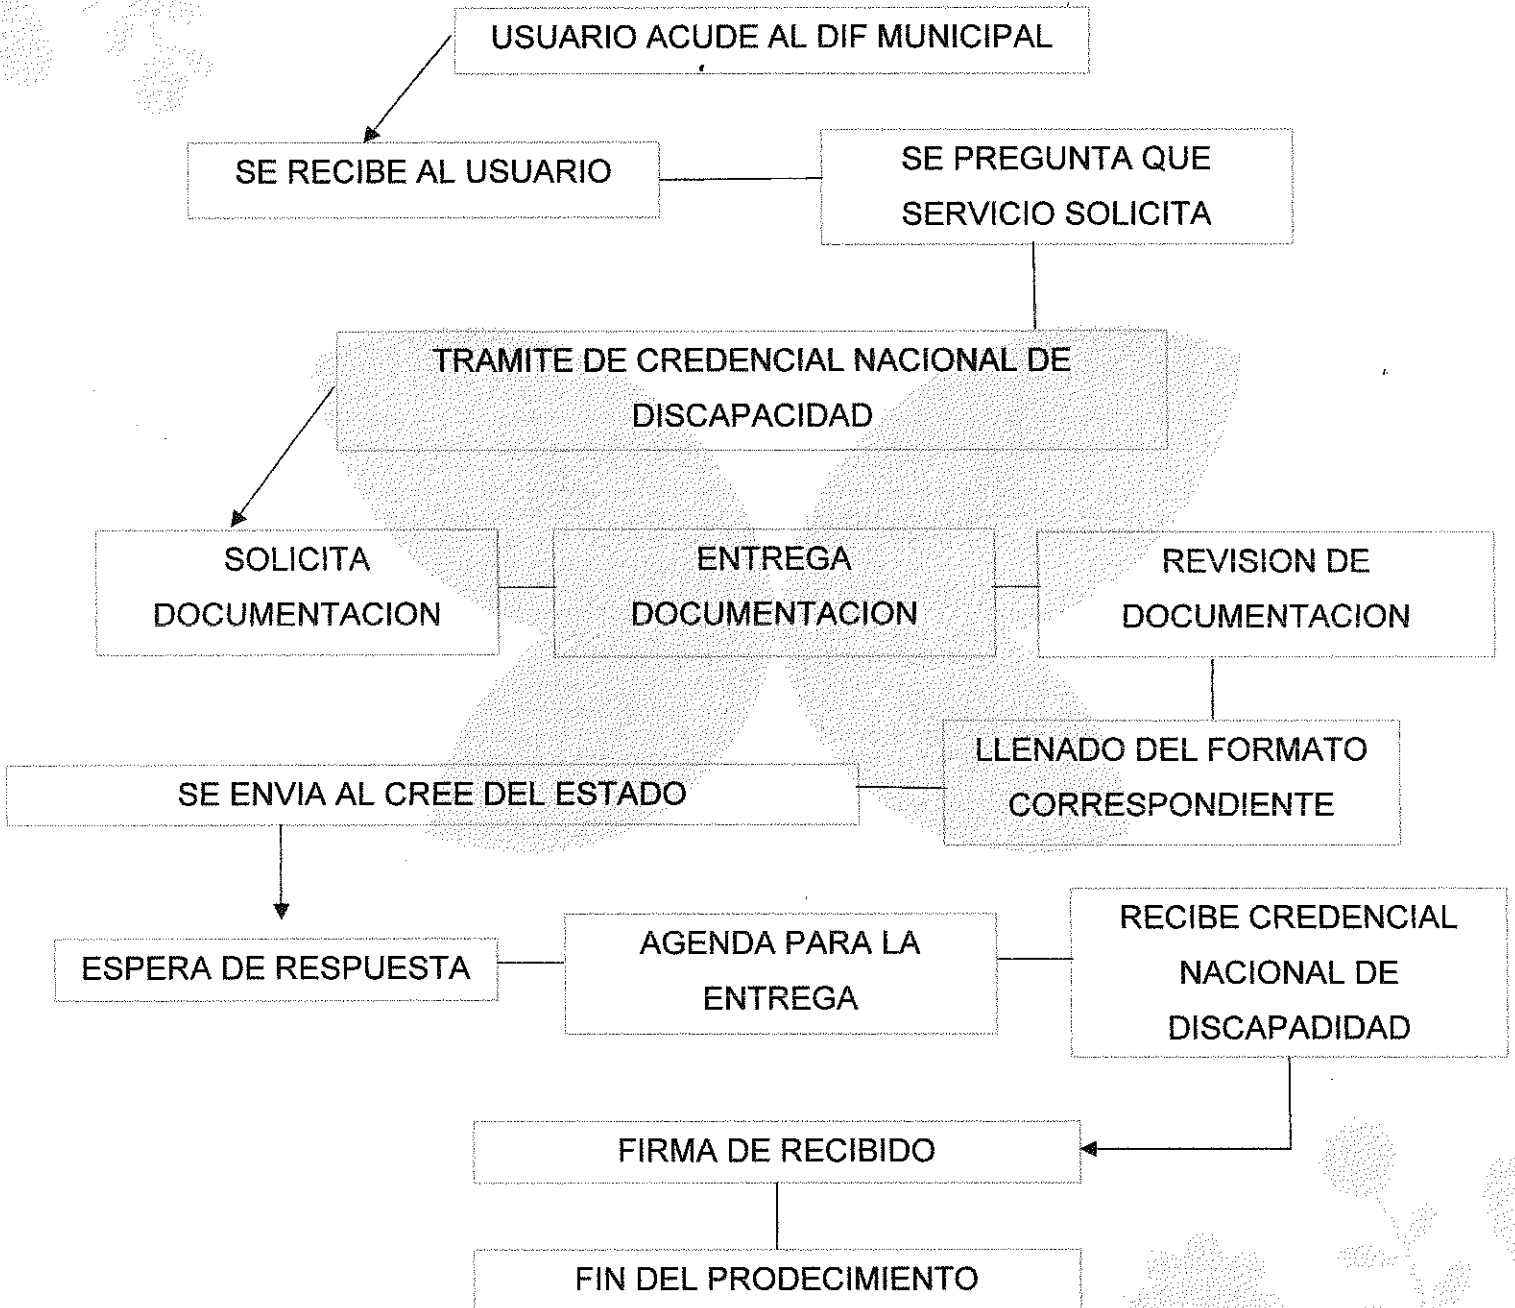 USUARIO ACUDE AL DIF MUNICIPAL
SE RECIBE AL USUARIO
SE PREGUNTA QUE
SERVICIO SOLICITA
TRAMITE DE CREDENCIAL NACIONAL DE
DISCAPACIDAD
SOLICITA
DOCUMENTACION
ENTREGA
DOCUMENTACION
REVISION DE
DOCUMENTACION
LLENADO DEL FORMATO
CORRESPONDIENTE
SE ENVIA AL CREE DEL ESTADO
ESPERA DE RESPUESTA
AGENDA PARA LA
ENTREGA
RECIBE CREDENCIAL
NACIONAL DE
DISCAPADIDAD
FIRMA DE RECIBIDO
FIN DEL PRODECIMIENTO